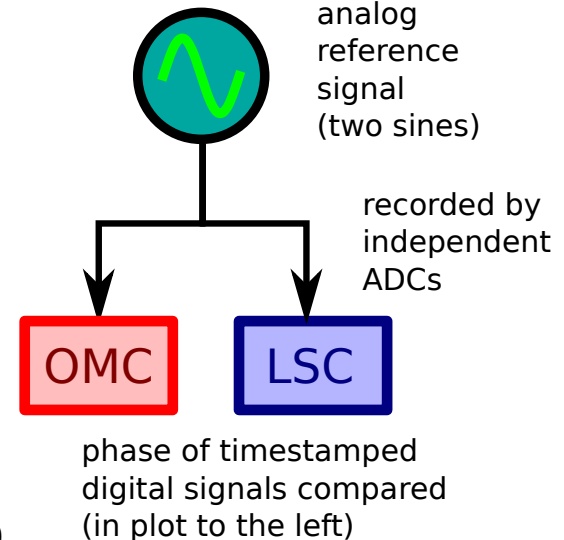 analog
reference
signal
(two sines)
recorded by
independent
ADCs
OMC
LSC
phase of timestamped
digital signals compared
(in plot to the left)
)